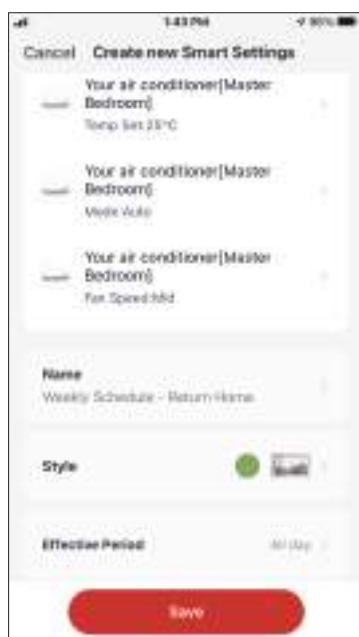 1:43 PM
98%
Cancel Create new Smart Settings
Your air conditioner[Master
Bedroom]
Temp Set:25°C
Your air conditioner[Master
Bedroom]
Mode:Auto
Your air conditioner[Master
Bedroom]
Fan Speed:Mid
Name
Weekly Schedule - Return Home
Style
Effective Period All day
Save